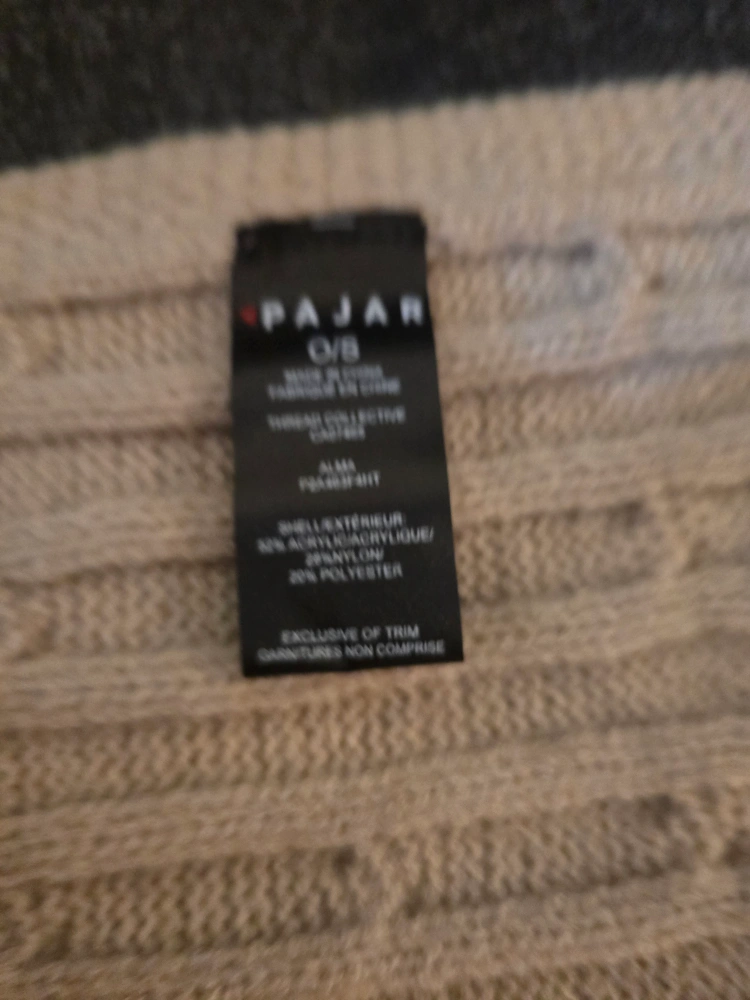 PAJAR
O/S
MADE IN CHINA
FABRIQUE EN CHINE
THREAD COLLECTIVE
ALMA
SHELL/EXTÉRIEUR:
52% ACRYLIC/ACRYLIQUE/
28%NYLON/
20% POLYESTER
EXCLUSIVE OF TRIM
GARNITURES NON COMPRISE